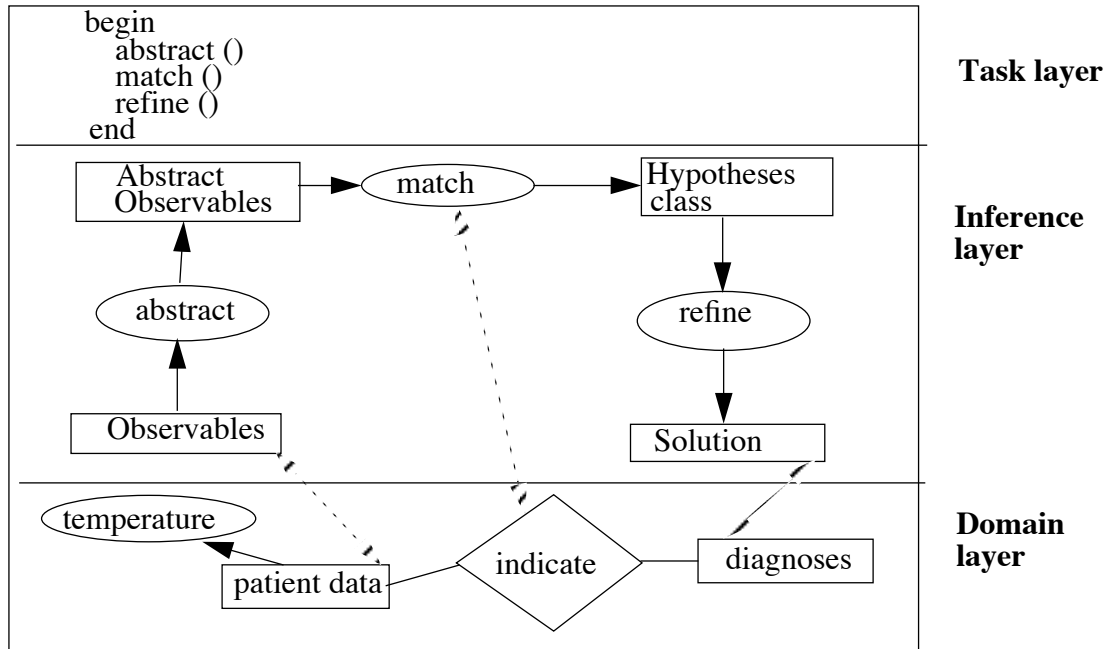 begin
abstract ()
match ()
refine ()
end
Task layer
Abstract
Observables
match
Hypotheses
class
Inference
layer
abstract
refine
Observables
Solution
temperature
patient data
indicate
diagnoses
Domain
layer